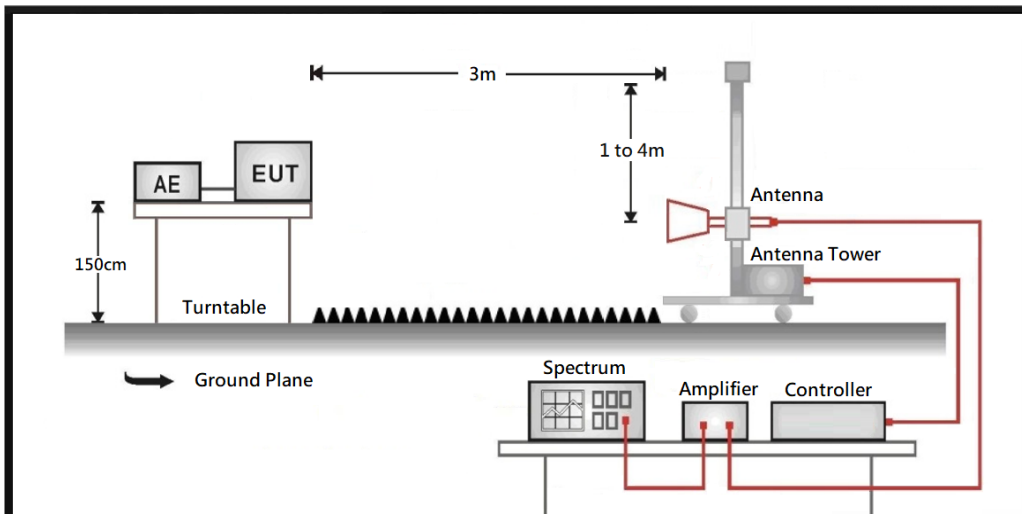 3m
1 to 4m
AE
EUT
Antenna
150cm
Antenna Tower
Turntable
Ground Plane
Spectrum
Amplifier
Controller